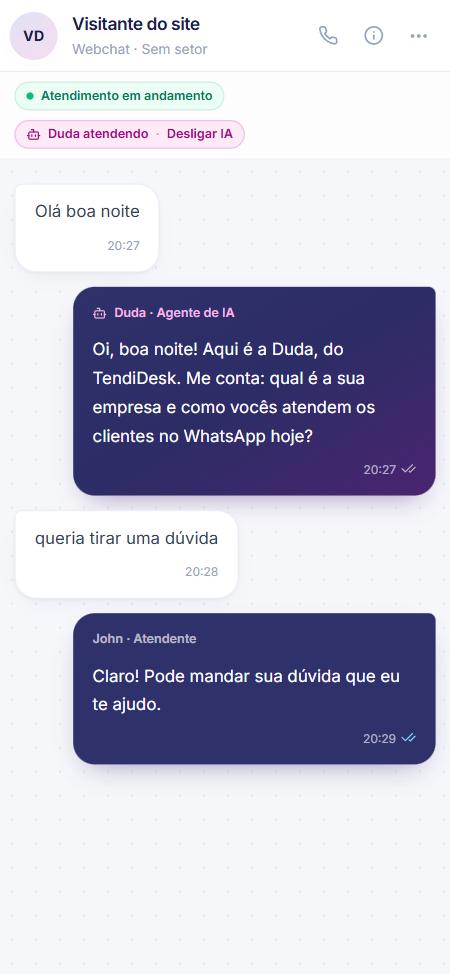 VD
Visitante do site
Webchat · Sem setor
Atendimento em andamento
Duda atendendo · Desligar IA
Olá boa noite
20:27
Duda · Agente de IA
Oi, boa noite! Aqui é a Duda, do
TendiDesk. Me conta: qual é a sua
empresa e como vocês atendem os
clientes no WhatsApp hoje?
20:27
queria tirar uma dúvida
20:28
John · Atendente
Claro! Pode mandar sua dúvida que eu
te ajudo.
20:29